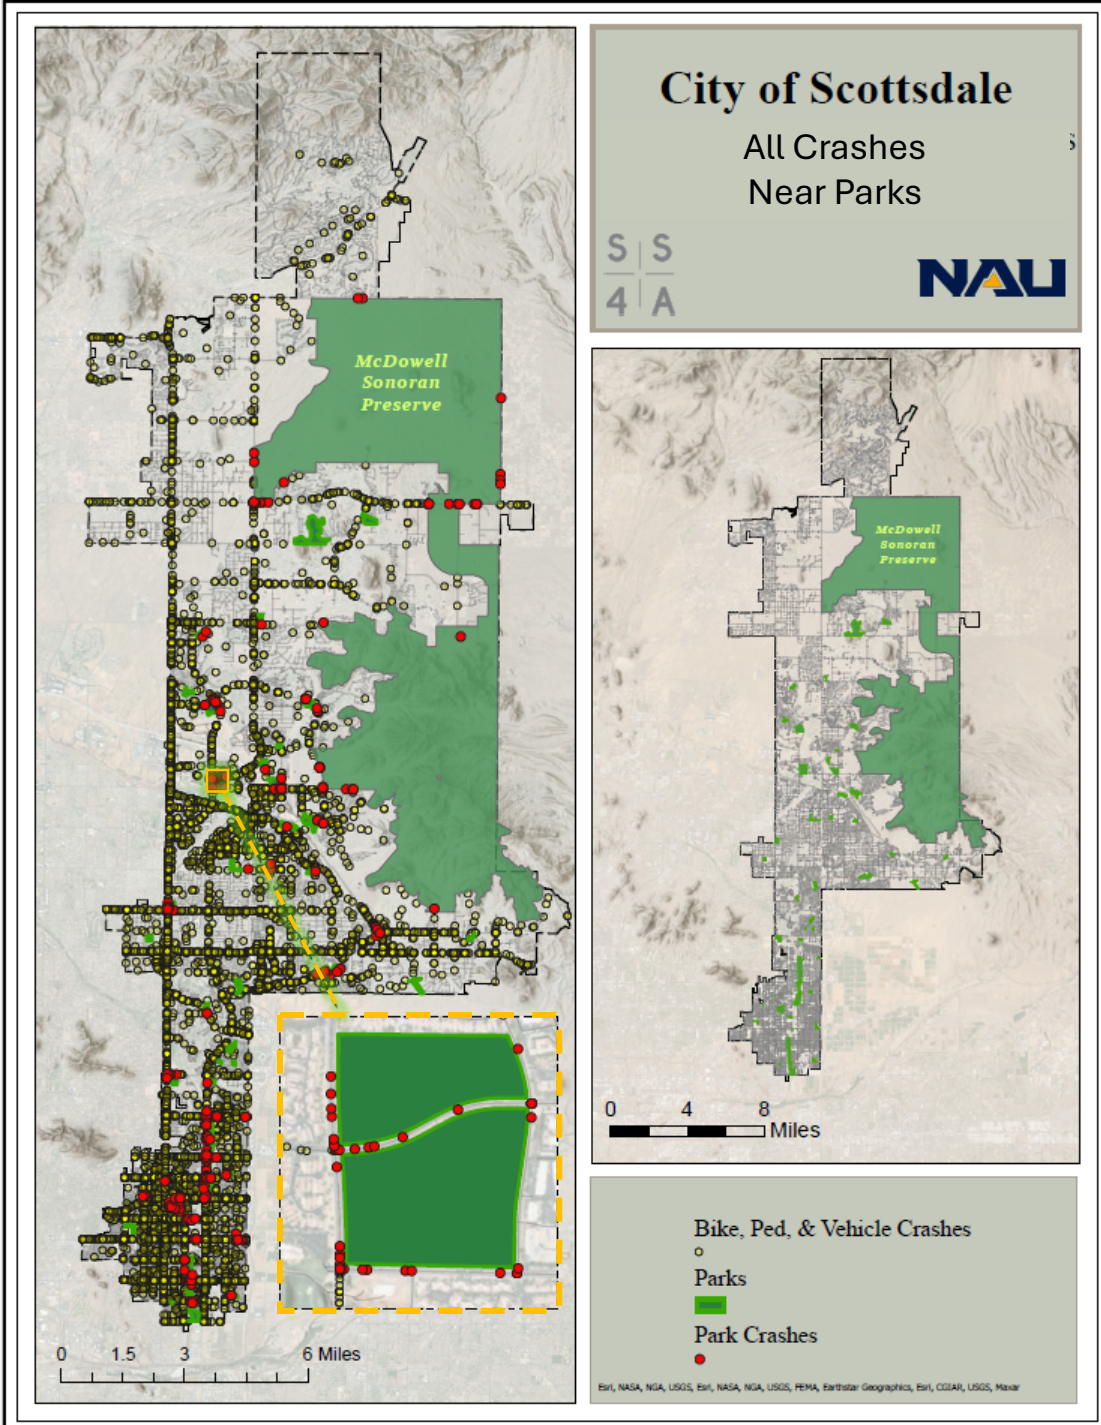 City of Scottsdale
All Crashes
Near Parks
S S
4 A
NAU
McDowell
Sonoran
Preserve
0 1.5 3 6 Miles
McDowell
Sonoran
Preserve
0 4 8
Miles
Bike, Ped, & Vehicle Crashes
Parks
Park Crashes
Esri, NASA, NGA, USGS, Esri, NASA, NGA, USGS, FEMA, Earthstar Geographics, Esri, CGIAR, USGS, Maxar